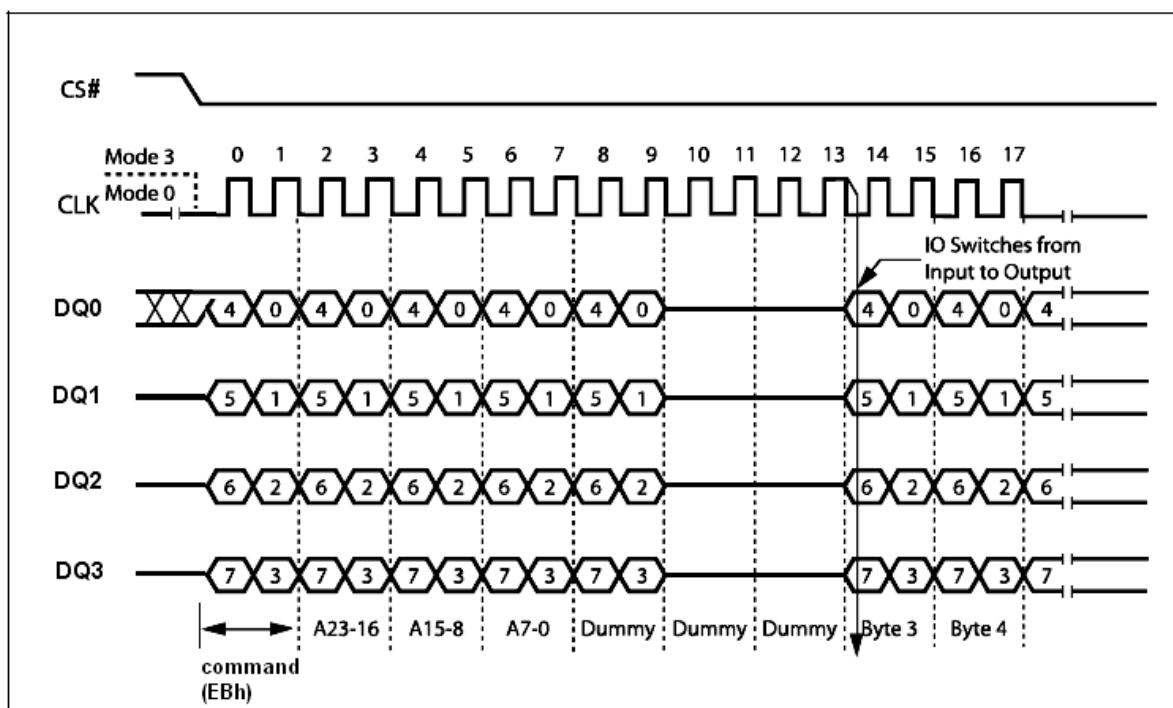 CS#
Mode 3
Mode 0
CLK
0 1 2 3 4 5 6 7 8 9 10 11 12 13 14 15 16 17
IO Switches from
Input to Output
DQ0
4 0 4 0 4 0 4 0 4 0 4 0 4 0 4
DQ1
5 1 5 1 5 1 5 1 5 1 5 1 5 1 5
DQ2
6 2 6 2 6 2 6 2 6 2 6 2 6 2 6
DQ3
7 3 7 3 7 3 7 3 7 3 7 3 7 3 7
A23-16 A15-8 A7-0 Dummy Dummy Dummy Byte 3 Byte 4
command
(EBh)